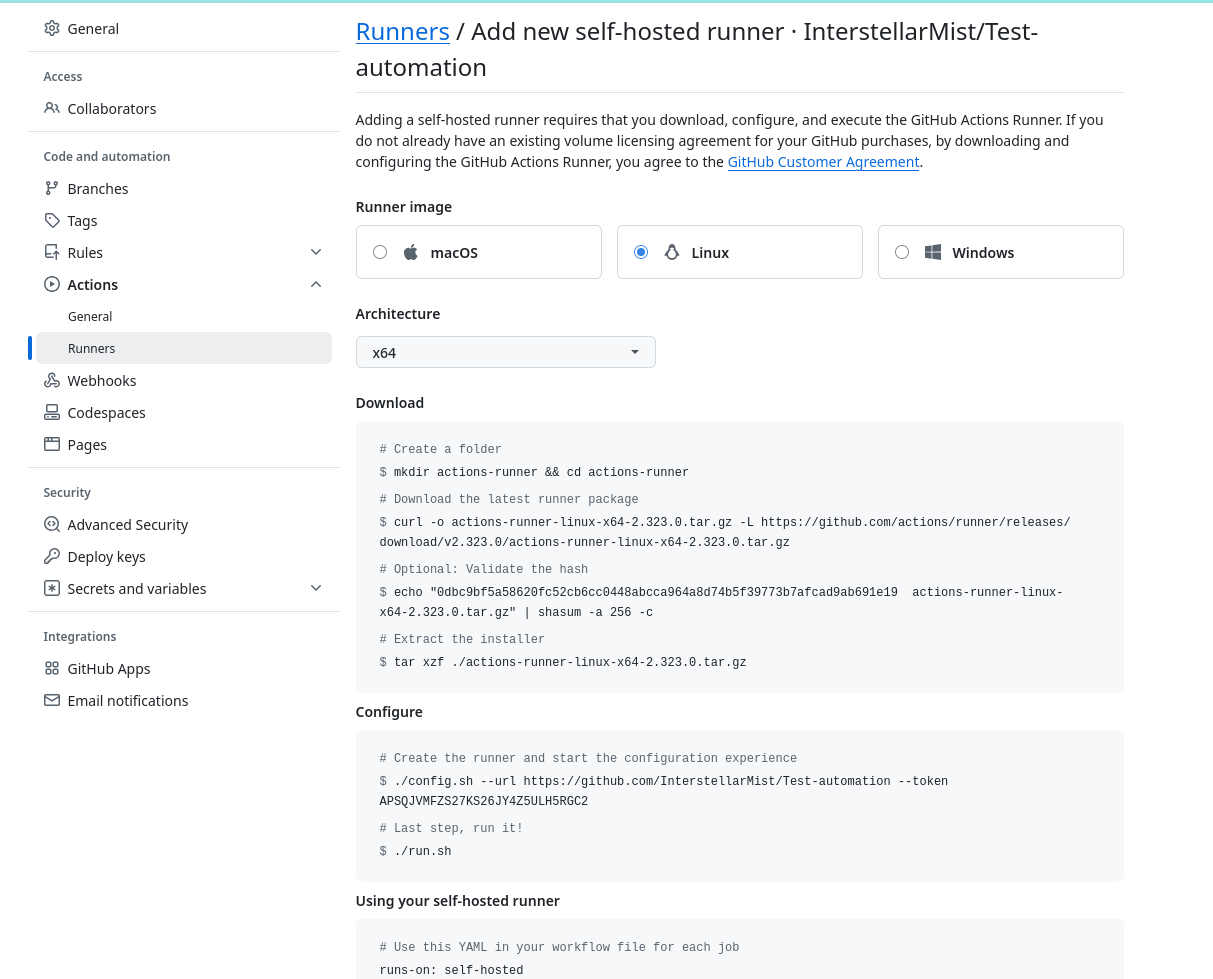 General
Access
Collaborators
Code and automation
Branches
Tags
Rules
Actions
General
Runners
Webhooks
Codespaces
Pages
Security
Advanced Security
Deploy keys
Secrets and variables
Integrations
GitHub Apps
Email notifications
Runners / Add new self-hosted runner · InterstellarMist/Test-
automation
Adding a self-hosted runner requires that you download, configure, and execute the GitHub Actions Runner. If you
do not already have an existing volume licensing agreement for your GitHub purchases, by downloading and
configuring the GitHub Actions Runner, you agree to the GitHub Customer Agreement.
Runner image
macOS
Linux
Windows
Architecture
x64
Download
# Create a folder
$ mkdir actions-runner && cd actions-runner
# Download the latest runner package
$ curl -o actions-runner-linux-x64-2.323.0.tar.gz -L https://github.com/actions/runner/releases/
download/v2.323.0/actions-runner-linux-x64-2.323.0.tar.gz
# Optional: Validate the hash
$ echo "0dbc9bf5a58620fc52cb6cc0448abcca964a8d74b5f39773b7afcad9ab691e19  actions-runner-linux-
x64-2.323.0.tar.gz" | shasum -a 256 -c
# Extract the installer
$ tar xzf ./actions-runner-linux-x64-2.323.0.tar.gz
Configure
# Create the runner and start the configuration experience
$ ./config.sh --url https://github.com/InterstellarMist/Test-automation --token
APSQJVMFZS27KS26JY4Z5ULH5RGC2
# Last step, run it!
$ ./run.sh
Using your self-hosted runner
# Use this YAML in your workflow file for each job
runs-on: self-hosted